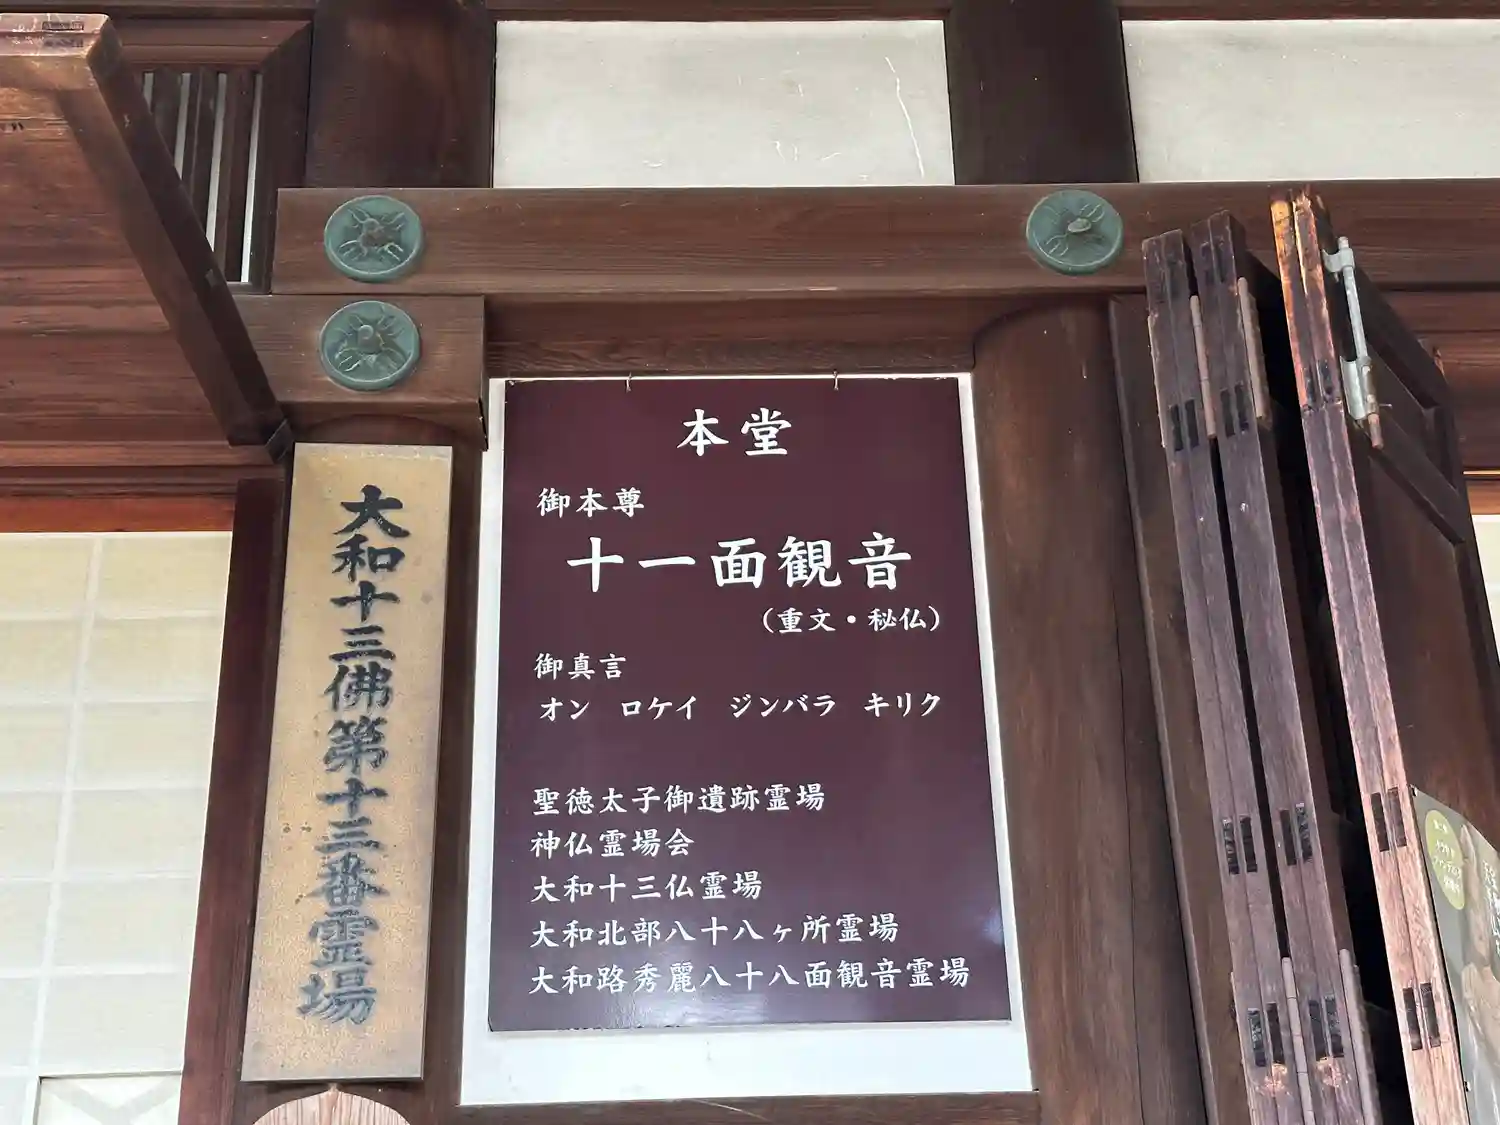 大和十三佛第十三番霊場
本堂
御本尊
十一面観音
（重文・秘仏）
御真言
オン ロケイ ジンバラ キリク
聖徳太子御遺跡霊場
神仏霊場会
大和十三仏霊場
大和北部八十八ヶ所霊場
大和路秀麗八十八面観音霊場